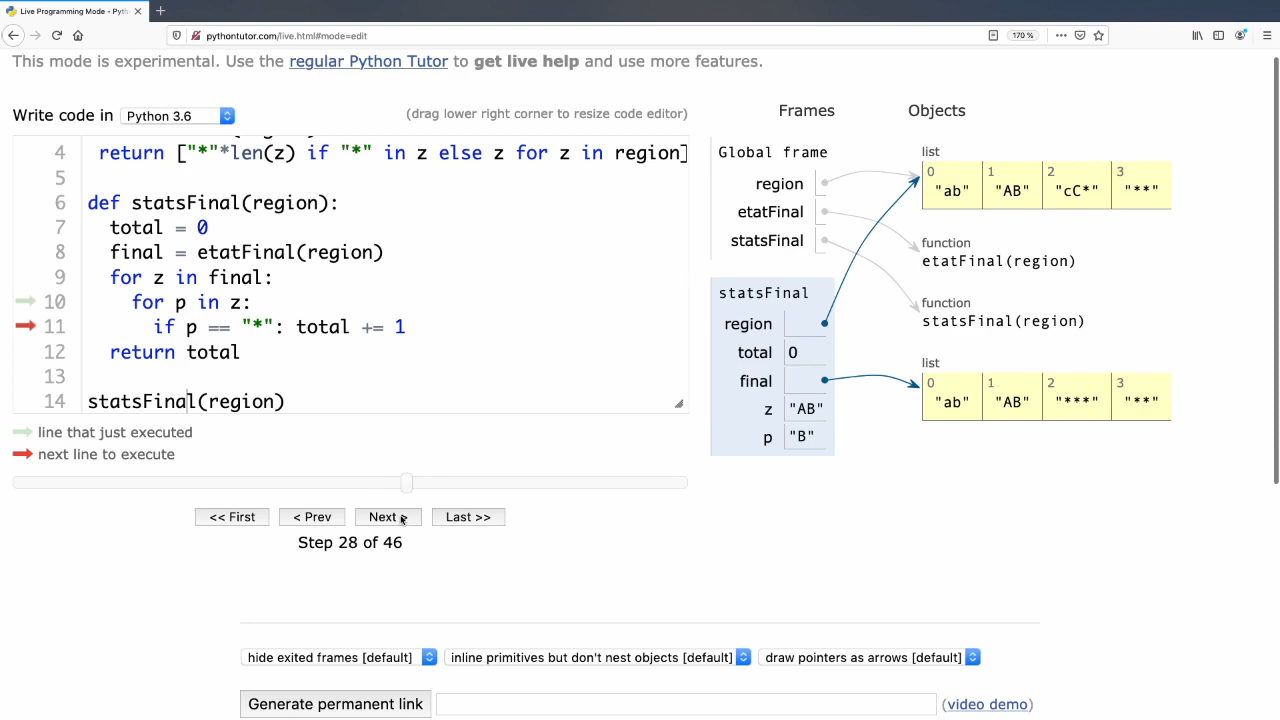 Live Programming Mode - Pyth
pythontutor.com/live.html#mode=edit
170 %
This mode is experimental. Use the regular Python Tutor to get live help and use more features.
Write code in Python 3.6
(drag lower right corner to resize code editor)
4 return ["*"*len(z) if "*" in z else z for z in region]
5
6 def statsFinal(region):
7 total = 0
8 final = etatFinal(region)
9 for z in final:
10 for p in z:
11 if p == "*": total += 1
12 return total
13
14 statsFinal(region)
line that just executed
next line to execute
<< First < Prev Next > Last >>
Step 28 of 46
Frames Objects
Global frame
region
etatFinal
statsFinal
list
0 1 2 3
"ab" "AB" "cC*" "**"
function
etatFinal(region)
function
statsFinal(region)
statsFinal
region
total 0
final
z "AB"
p "B"
list
0 1 2 3
"ab" "AB" "***" "**"
hide exited frames [default] inline primitives but don't nest objects [default] draw pointers as arrows [default]
Generate permanent link (video demo)